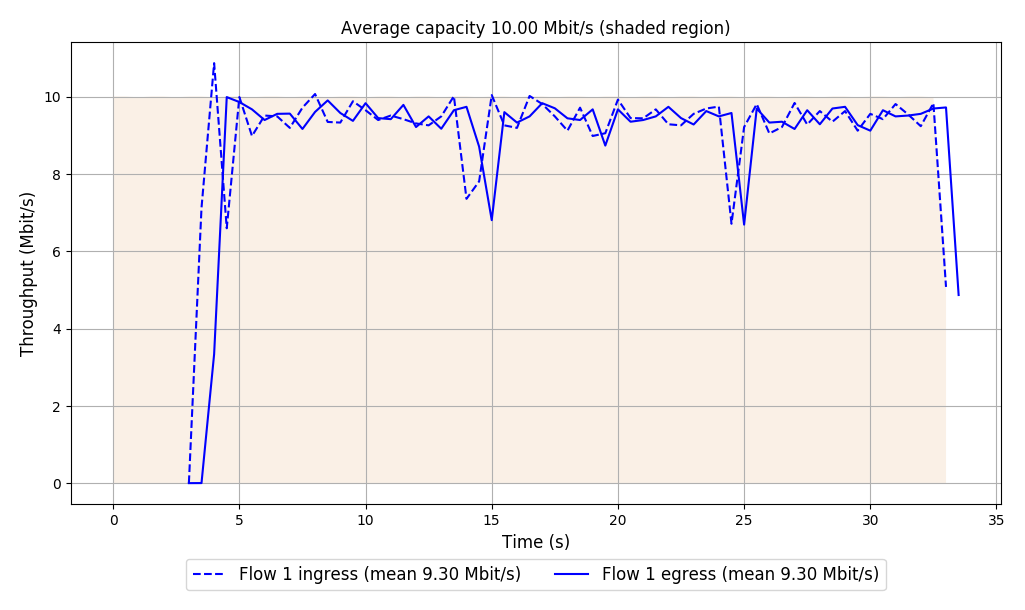 Average capacity 10.00 Mbit/s (shaded region)
Throughput (Mbit/s)
10
8
6
4
2
0
0 5 10 15 20 25 30 35
Time (s)
Flow 1 ingress (mean 9.30 Mbit/s) Flow 1 egress (mean 9.30 Mbit/s)